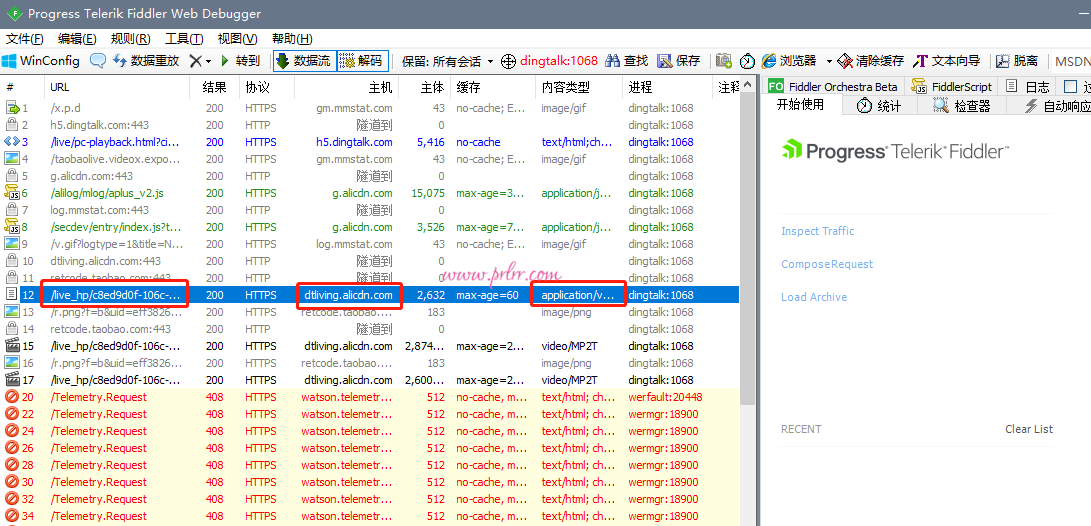 Progress Telerik Fiddler Web Debugger
文件(F) 编辑(E) 规则(R) 工具(T) 视图(V) 帮助(H)
WinConfig 数据重放 转到 数据流 解码 保留: 所有会话 dingtalk:1068 查找 保存 浏览器 清除缓存 文本向导 脱离 MSDN
# URL 结果 协议 主机 主体 缓存 内容类型 进程 注释
1 /x.p.d 200 HTTPS gm.mmstat.com 43 no-cache; E... image/gif dingtalk:1068
2 h5.dingtalk.com:443 200 HTTP 隧道到 0 dingtalk:1068
3 /live/pc-playback.html?ci... 200 HTTPS h5.dingtalk.com 5,416 no-cache text/html;ch... dingtalk:1068
4 /taobaolive.videox.expo... 200 HTTPS gm.mmstat.com 43 no-cache; E... image/gif dingtalk:1068
5 g.alicdn.com:443 200 HTTP 隧道到 0 dingtalk:1068
6 /alilog/mlog/aplus_v2.js 200 HTTPS g.alicdn.com 15,075 max-age=3... application/j... dingtalk:1068
7 log.mmstat.com:443 200 HTTP 隧道到 0 dingtalk:1068
8 /secdev/entry/index.js?t... 200 HTTPS g.alicdn.com 3,526 max-age=7... application/j... dingtalk:1068
9 /v.gif?logtype=1&title=N... 200 HTTPS log.mmstat.com 43 no-cache; E... image/gif dingtalk:1068
10 dtliving.alicdn.com:443 200 HTTP 隧道到 0 dingtalk:1068
11 retcode.taobao.com:443 200 HTTP 隧道到 0 dingtalk:1068
www.prlrr.com
12 /live_hp/c8ed9d0f-106c-... 200 HTTPS dtliving.alicdn.com 2,632 max-age=60 application/v... dingtalk:1068
13 /r.png?f=b&uid=eff3826... 200 HTTPS retcode.taobao.... 183 image/png dingtalk:1068
14 retcode.taobao.com:443 200 HTTP 隧道到 0 dingtalk:1068
15 /live_hp/c8ed9d0f-106c-... 200 HTTPS dtliving.alicdn.com 2,874... max-age=2... video/MP2T dingtalk:1068
16 /r.png?f=b&uid=eff3826... 200 HTTPS retcode.taobao.... 183 image/png dingtalk:1068
17 /live_hp/c8ed9d0f-106c-... 200 HTTPS dtliving.alicdn.com 2,600... max-age=2... video/MP2T dingtalk:1068
20 /Telemetry.Request 408 HTTPS watson.telemetr... 512 no-cache, m... text/html; ch... werfault:20448
22 /Telemetry.Request 408 HTTPS watson.telemetr... 512 no-cache, m... text/html; ch... wermgr:18900
24 /Telemetry.Request 408 HTTPS watson.telemetr... 512 no-cache, m... text/html; ch... wermgr:18900
26 /Telemetry.Request 408 HTTPS watson.telemetr... 512 no-cache, m... text/html; ch... wermgr:18900
28 /Telemetry.Request 408 HTTPS watson.telemetr... 512 no-cache, m... text/html; ch... wermgr:18900
30 /Telemetry.Request 408 HTTPS watson.telemetr... 512 no-cache, m... text/html; ch... wermgr:18900
32 /Telemetry.Request 408 HTTPS watson.telemetr... 512 no-cache, m... text/html; ch... wermgr:18900
34 /Telemetry.Request 408 HTTPS watson.telemetr... 512 no-cache, m... text/html; ch... wermgr:18900
FO Fiddler Orchestra Beta FiddlerScript 日志
开始使用 统计 检查器 自动响应
Progress Telerik Fiddler
Inspect Traffic
ComposeRequest
Load Archive
RECENT Clear List